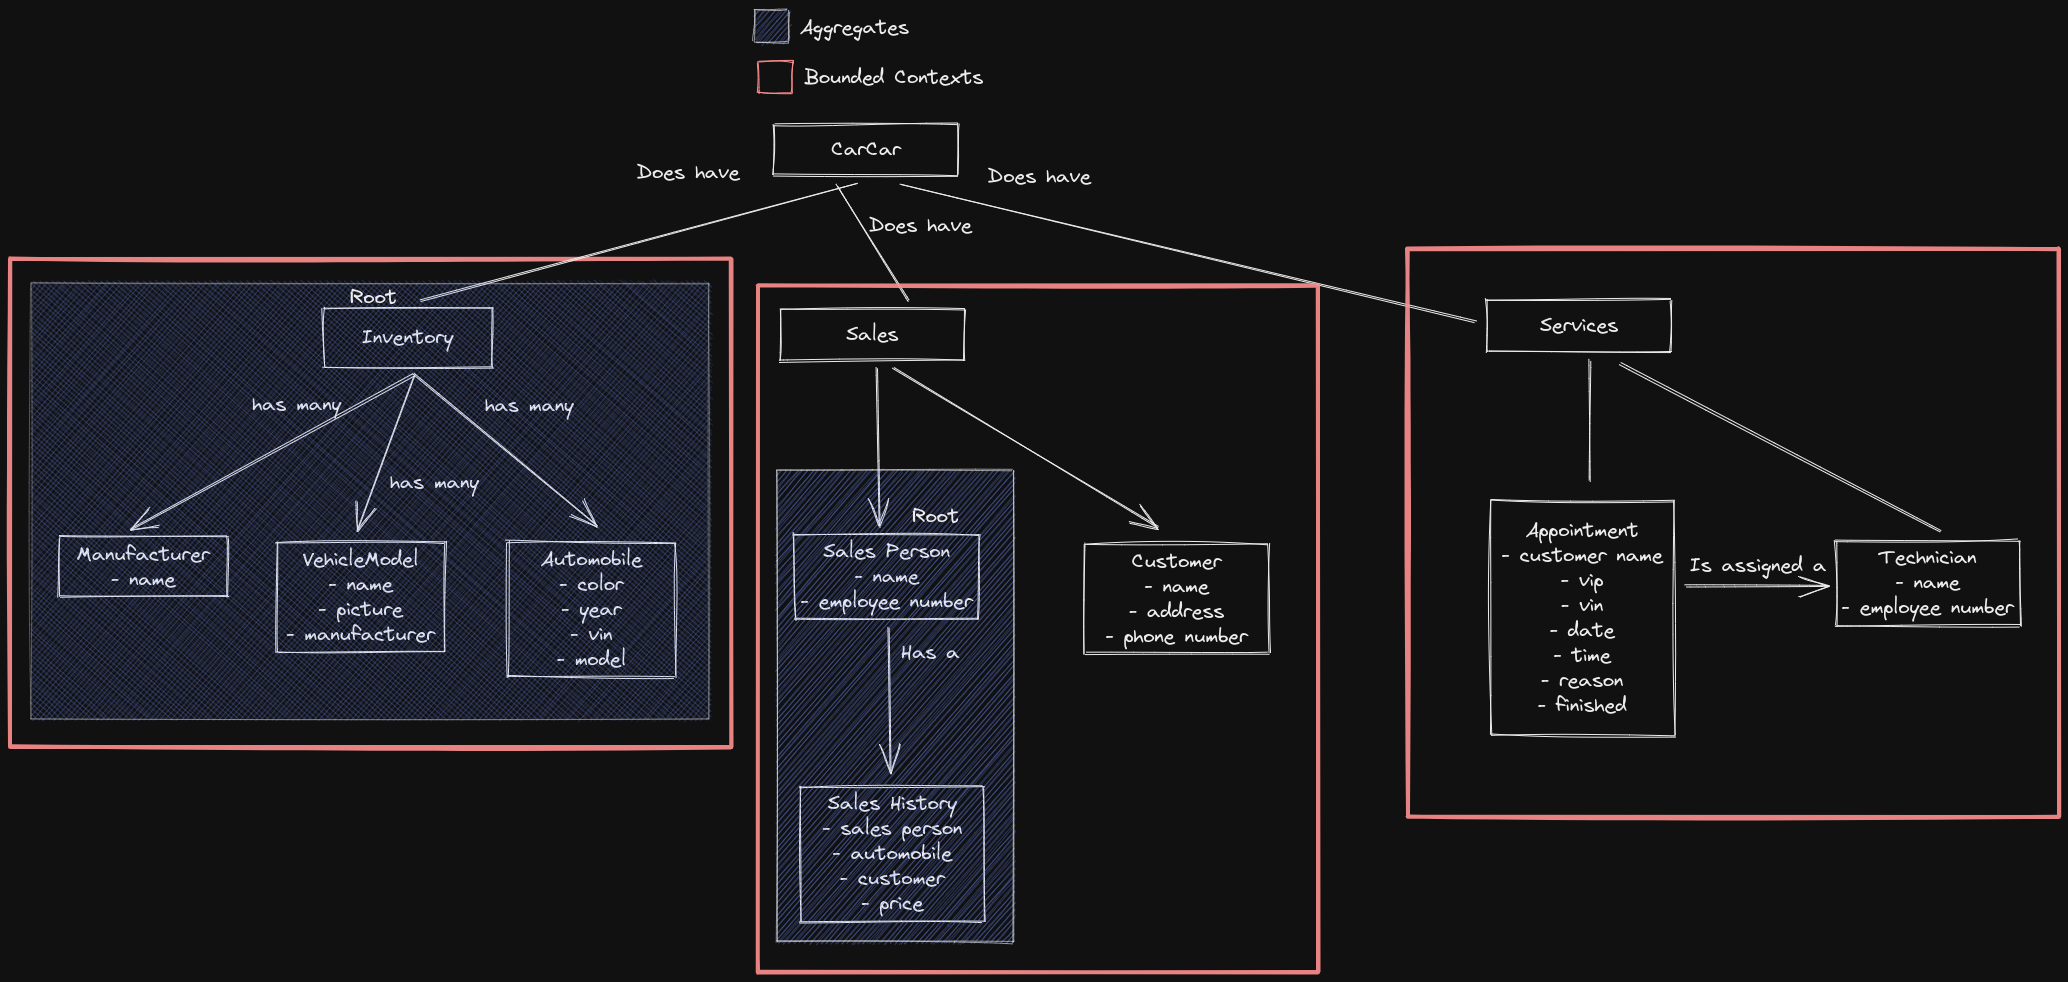 Aggregates
Bounded Contexts
CarCar
Does have
Does have
Does have
Root
Inventory
has many
has many
has many
Manufacturer
- name
VehicleModel
- name
- picture
- manufacturer
Automobile
- color
- year
- vin
- model
Sales
Root
Sales Person
- name
- employee number
Has a
Sales History
- sales person
- automobile
- customer
- price
Customer
- name
- address
- phone number
Services
Appointment
- customer name
- vip
- vin
- date
- time
- reason
- finished
Is assigned a
Technician
- name
- employee number